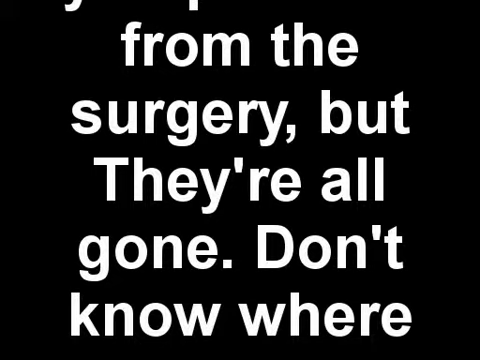 from the
surgery, but
They're all
gone. Don't
know where